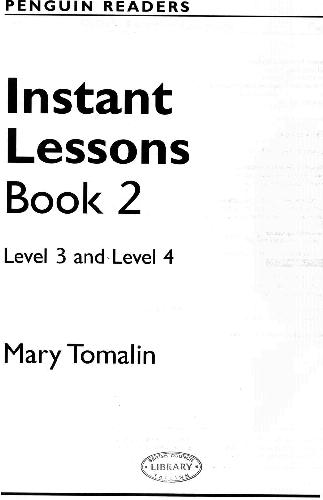 PENGUIN READERS
Instant
Lessons
Book 2
Level 3 and Level 4
Mary Tomalin
LIBRARY